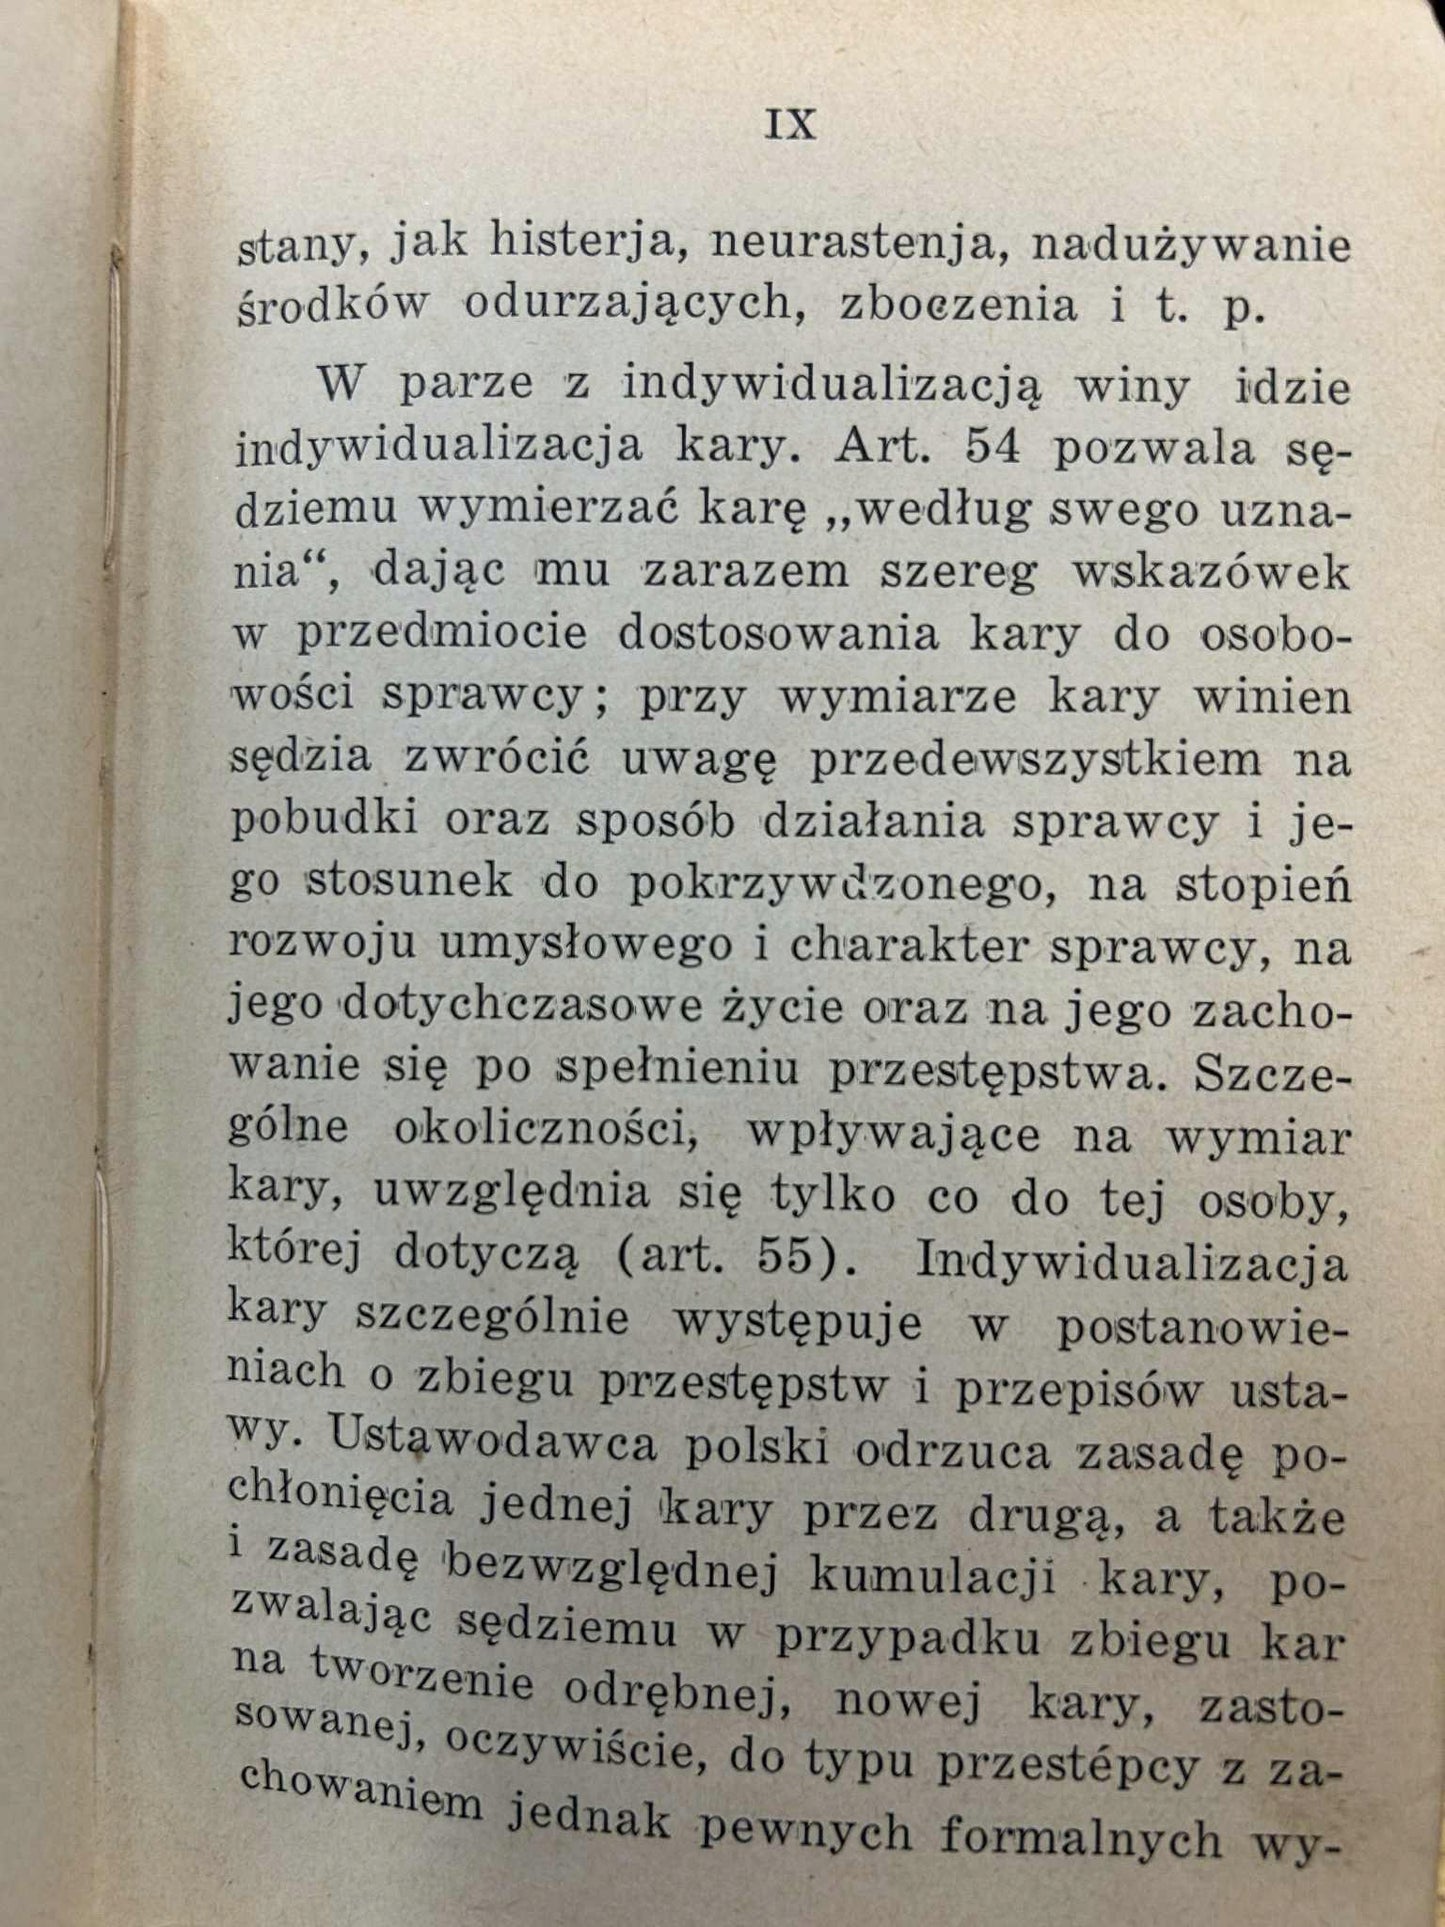 IX
stany, jak histerja, neurastenja, nadużywanie
środków odurzających, zboczenia i t. p.
W parze z indywidualizacją winy idzie
indywidualizacja kary. Art. 54 pozwala sę-
dziemu wymierzać karę „według swego uzna-
nia“, dając mu zarazem szereg wskazówek
w przedmiocie dostosowania kary do osobo-
wości sprawcy; przy wymiarze kary winien
sędzia zwrócić uwagę przedewszystkiem na
pobudki oraz sposób działania sprawcy i je-
go stosunek do pokrzywdzonego, na stopień
rozwoju umysłowego i charakter sprawcy, na
jego dotychczasowe życie oraz na jego zacho-
wanie się po spełnieniu przestępstwa. Szcze-
gólne okoliczności, wpływające na wymiar
kary, uwzględnia się tylko co do tej osoby,
której dotyczą (art. 55). Indywidualizacja
kary szczególnie występuje w postanowie-
niach o zbiegu przestępstw i przepisów usta-
wy. Ustawodawca polski odrzuca zasadę po-
chłonięcia jednej kary przez drugą, a także
i zasadę bezwzględnej kumulacji kary, po-
zwalając sędziemu w przypadku zbiegu kar
na tworzenie odrębnej, nowej kary, zasto-
sowanej, oczywiście, do typu przestépcy z za-
chowaniem jednak pewnych formalnych wy-